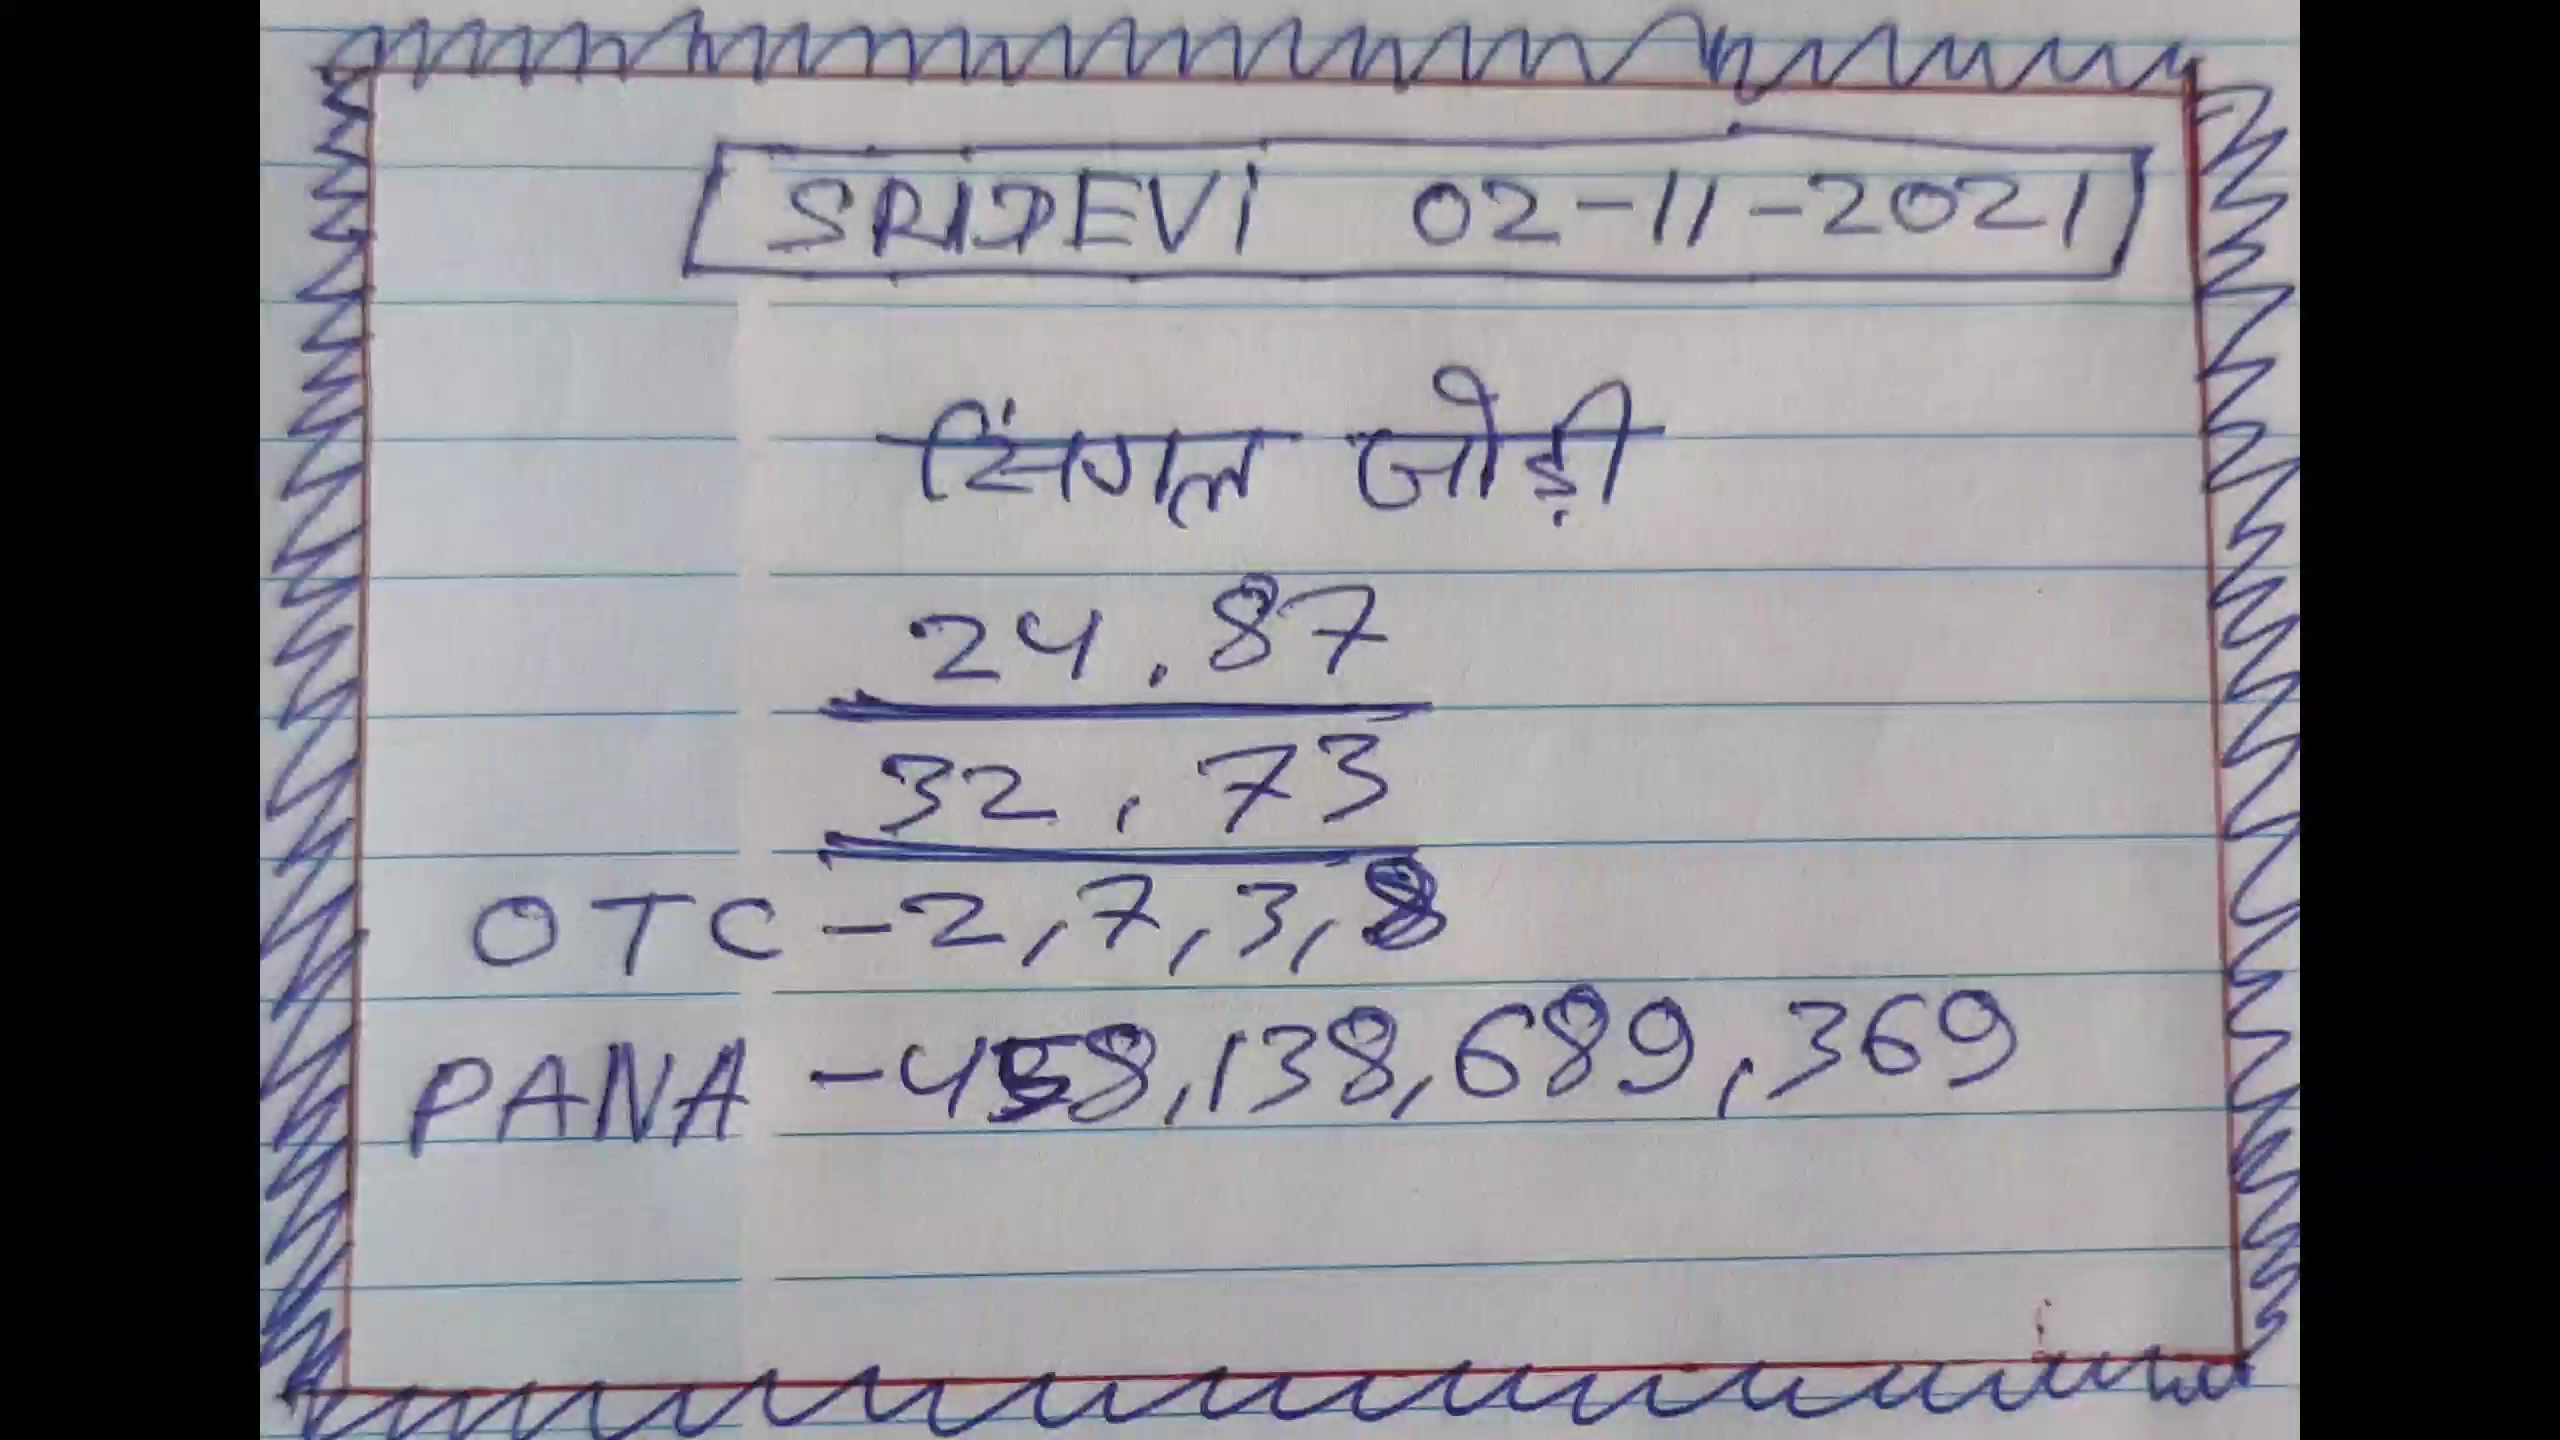 SRIDEVI 02-11-2021
सिंगल जोड़ी
24.87
32,73
OTC-2,7,3,8
PANA-458,138,689,369